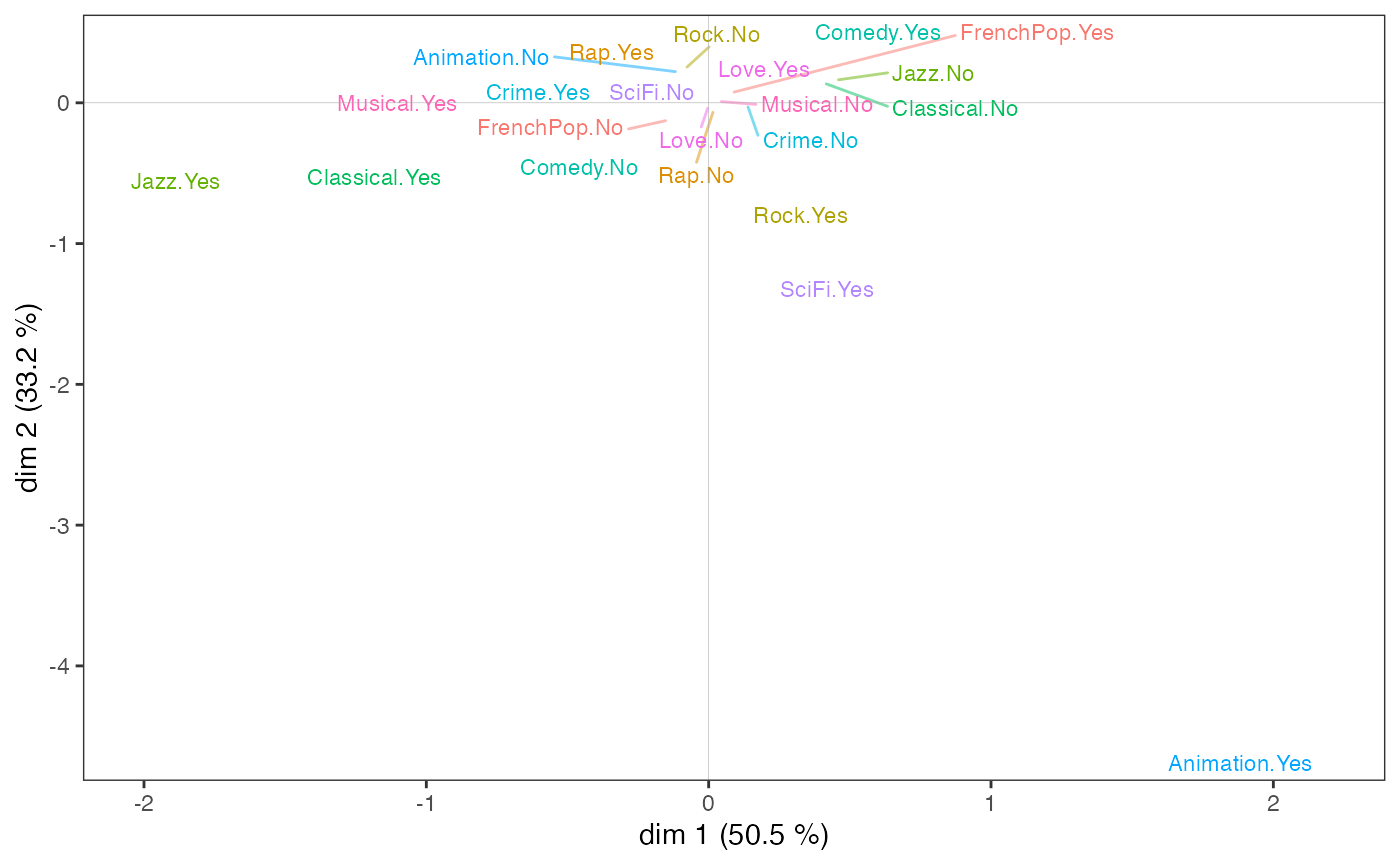 Comedy.Yes
FrenchPop.Yes
Rock.No
Rap.Yes
Animation.No
Love.Yes
Jazz.No
Crime.Yes
SciFi.No
Musical.Yes
Musical.No
Classical.No
FrenchPop.No
Love.No
Crime.No
Comedy.No
Rap.No
Jazz.Yes
Classical.Yes
Rock.Yes
SciFi.Yes
Animation.Yes
0
-1
-2
-3
-4
dim 2 (33.2 %)
-2
-1
0
1
2
dim 1 (50.5 %)